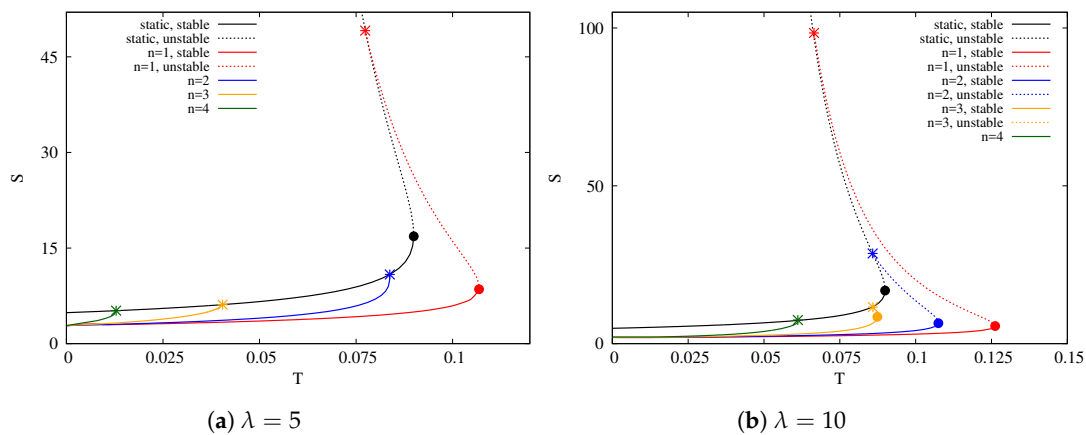 static, stable
static, unstable
n=1, stable
n=1, unstable
n=2
n=3
n=4
45
30
15
0
S
0
0.025
0.05
0.075
0.1
T
(a) λ = 5
static, stable
static, unstable
n=1, stable
n=1, unstable
n=2, stable
n=2, unstable
n=3, stable
n=3, unstable
n=4
100
50
0
S
0
0.025
0.05
0.075
0.1
0.125
0.15
T
(b) λ = 10